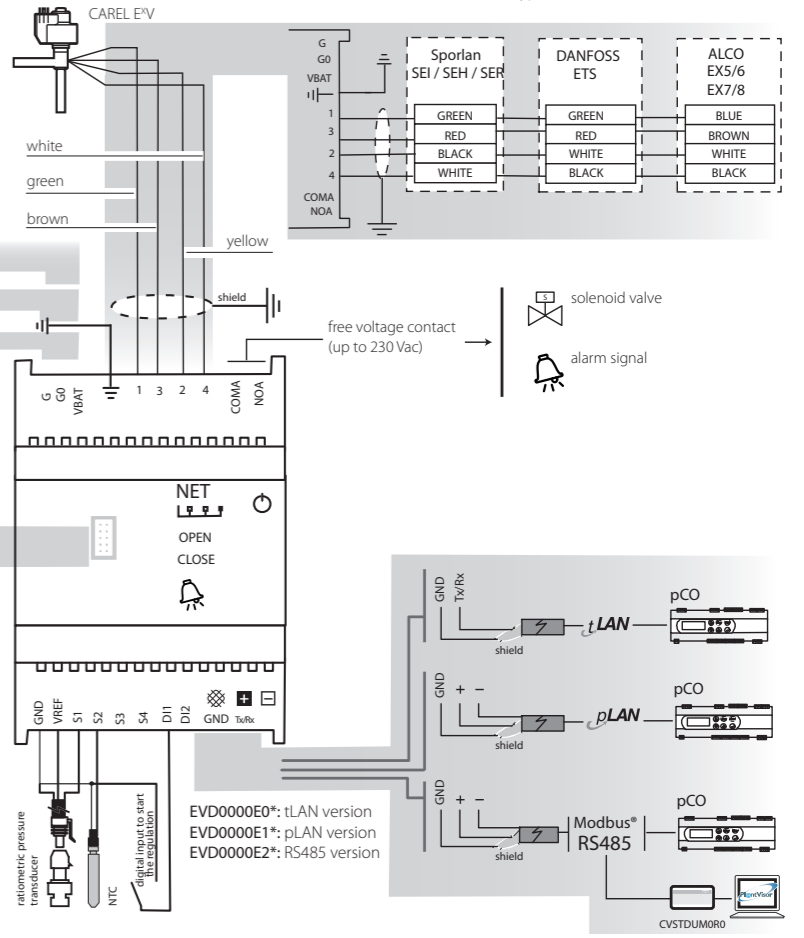 CAREL EXV
G
G0
VBAT
1
3
2
4
COMA
NOA
Sporlan
SEI / SEH / SER
GREEN
RED
BLACK
WHITE
DANFOSS
ETS
GREEN
RED
WHITE
BLACK
ALCO
EX5/6
EX7/8
BLUE
BROWN
WHITE
BLACK
white
green
brown
yellow
shield
free voltage contact
(up to 230 Vac)
S
solenoid valve
alarm signal
G
G0
VBAT
1
3
2
4
COMA
NOA
NET
OPEN
CLOSE
GND
VREF
S1
S2
S3
S4
DI1
DI2
GND
Tx/Rx
ratiometric pressure
transducer
NTC
digital input to start
the regulation
EVD0000E0*: tLAN version
EVD0000E1*: pLAN version
EVD0000E2*: RS485 version
GND
Tx/Rx
shield
tLAN
pCO
GND
+
−
shield
pLAN
pCO
GND
+
−
shield
Modbus®
RS485
pCO
CVSTDUM0R0
PlantVisor